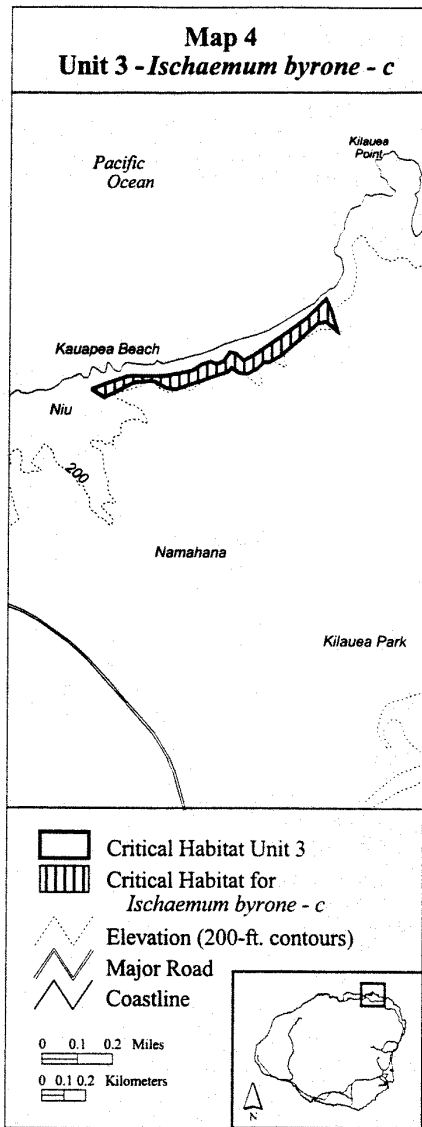 Map 4
Unit 3 - Ischaemum byrone - c
Kilauea
Point
Pacific
Ocean
Kauapea Beach
Niu
200
Namahana
Kilauea Park
Critical Habitat Unit 3
Critical Habitat for
Ischaemum byrone - c
Elevation (200-ft. contours)
Major Road
Coastline
0 0.1 0.2 Miles
0 0.1 0.2 Kilometers
N